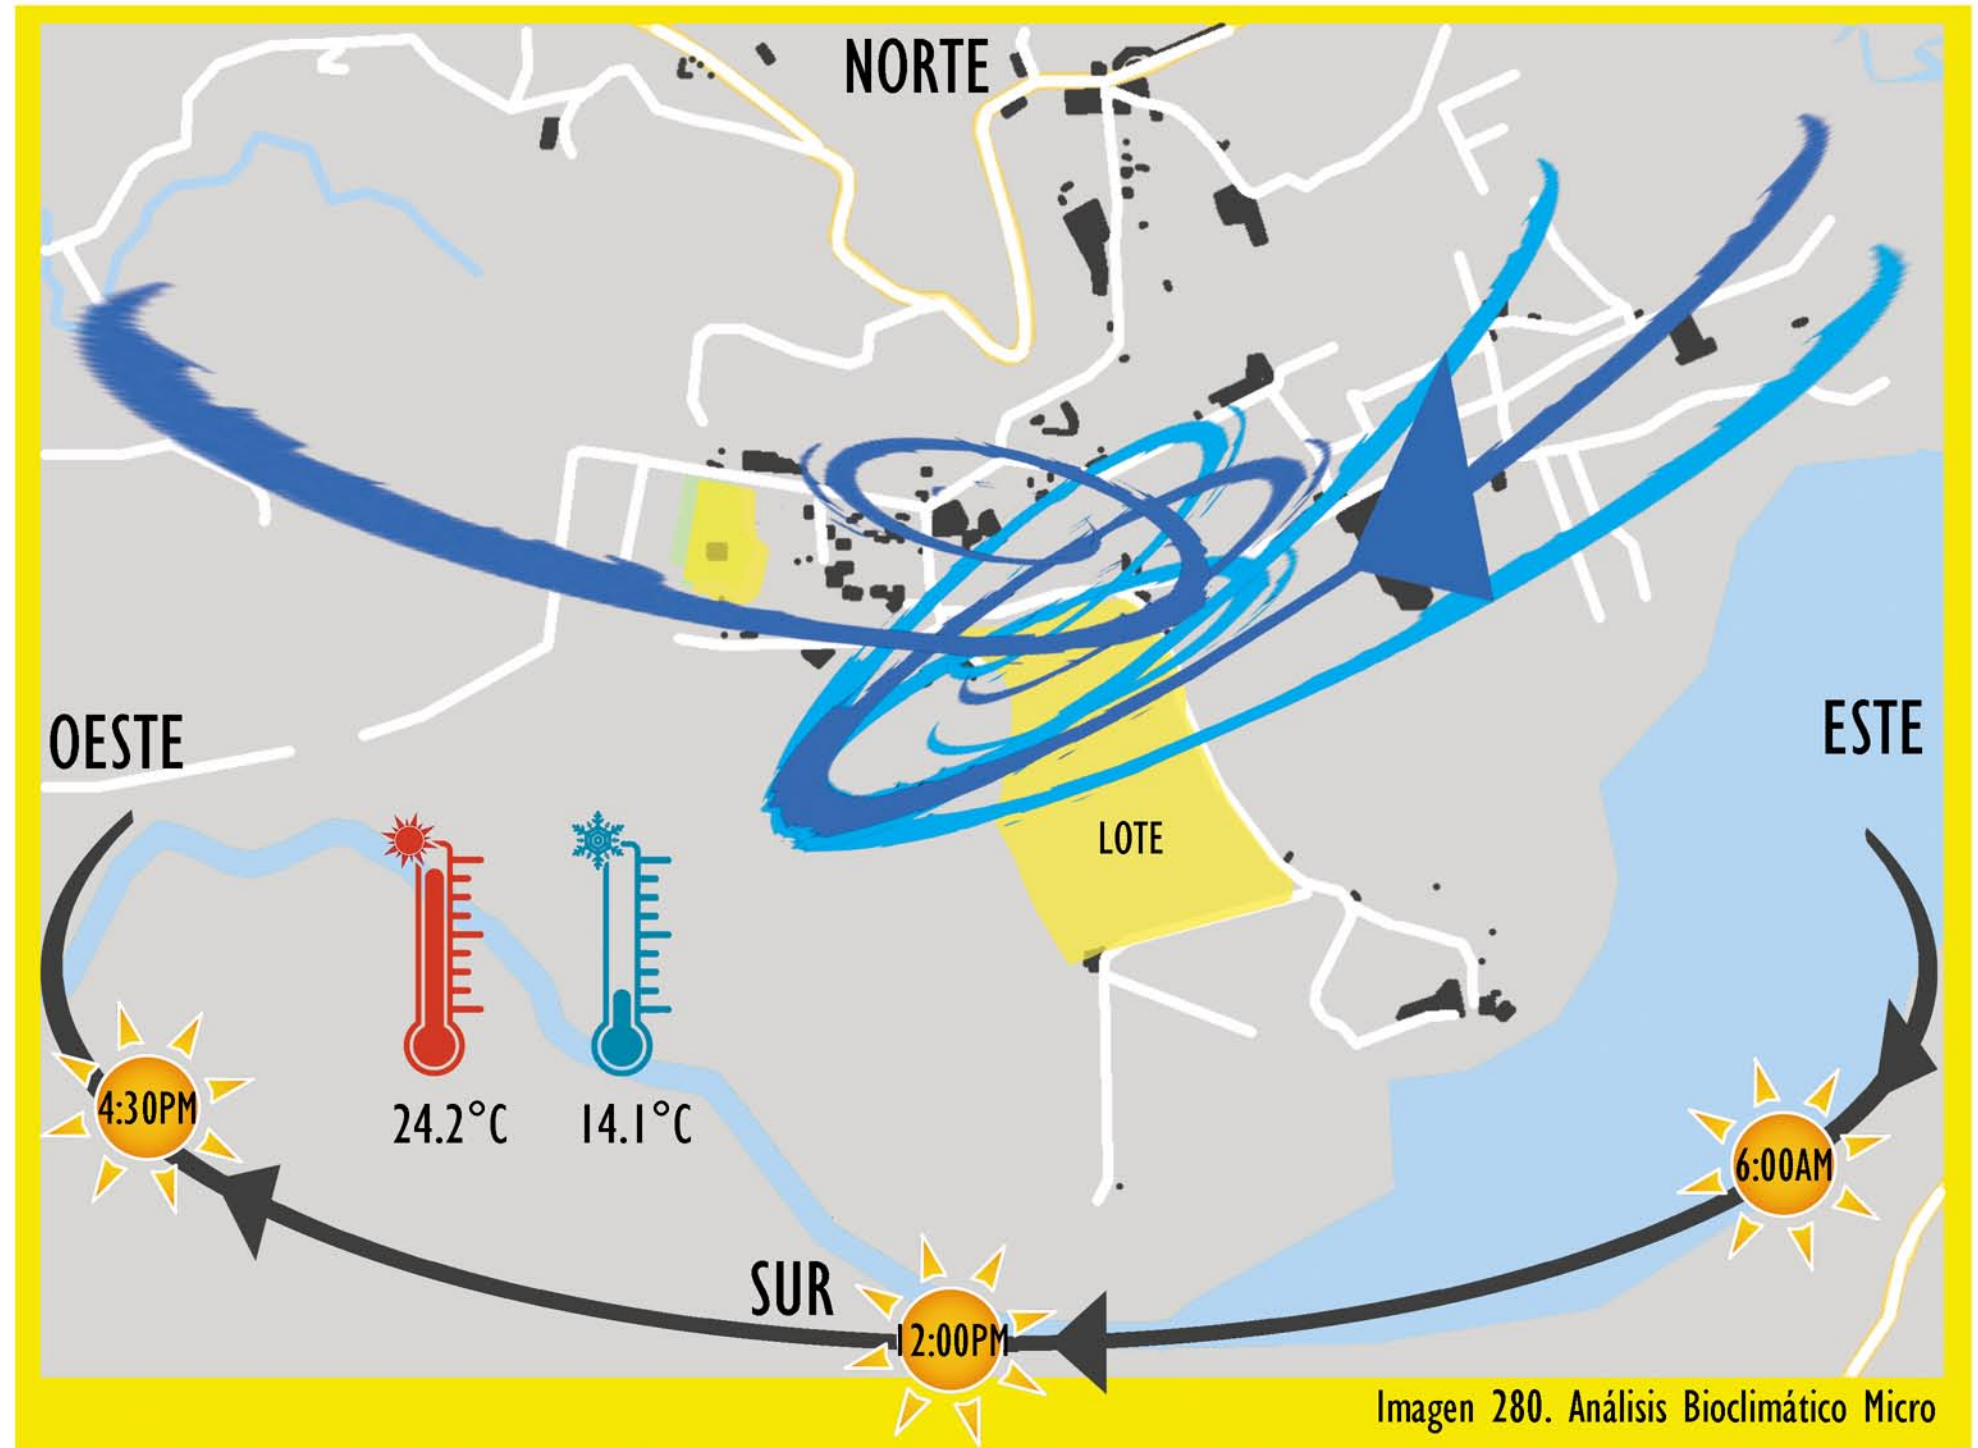 NORTE
OESTE
ESTE
LOTE
24.2°C
14.1°C
4:30PM
6:00AM
SUR
12:00PM
Imagen 280. Análisis Bioclimático Micro